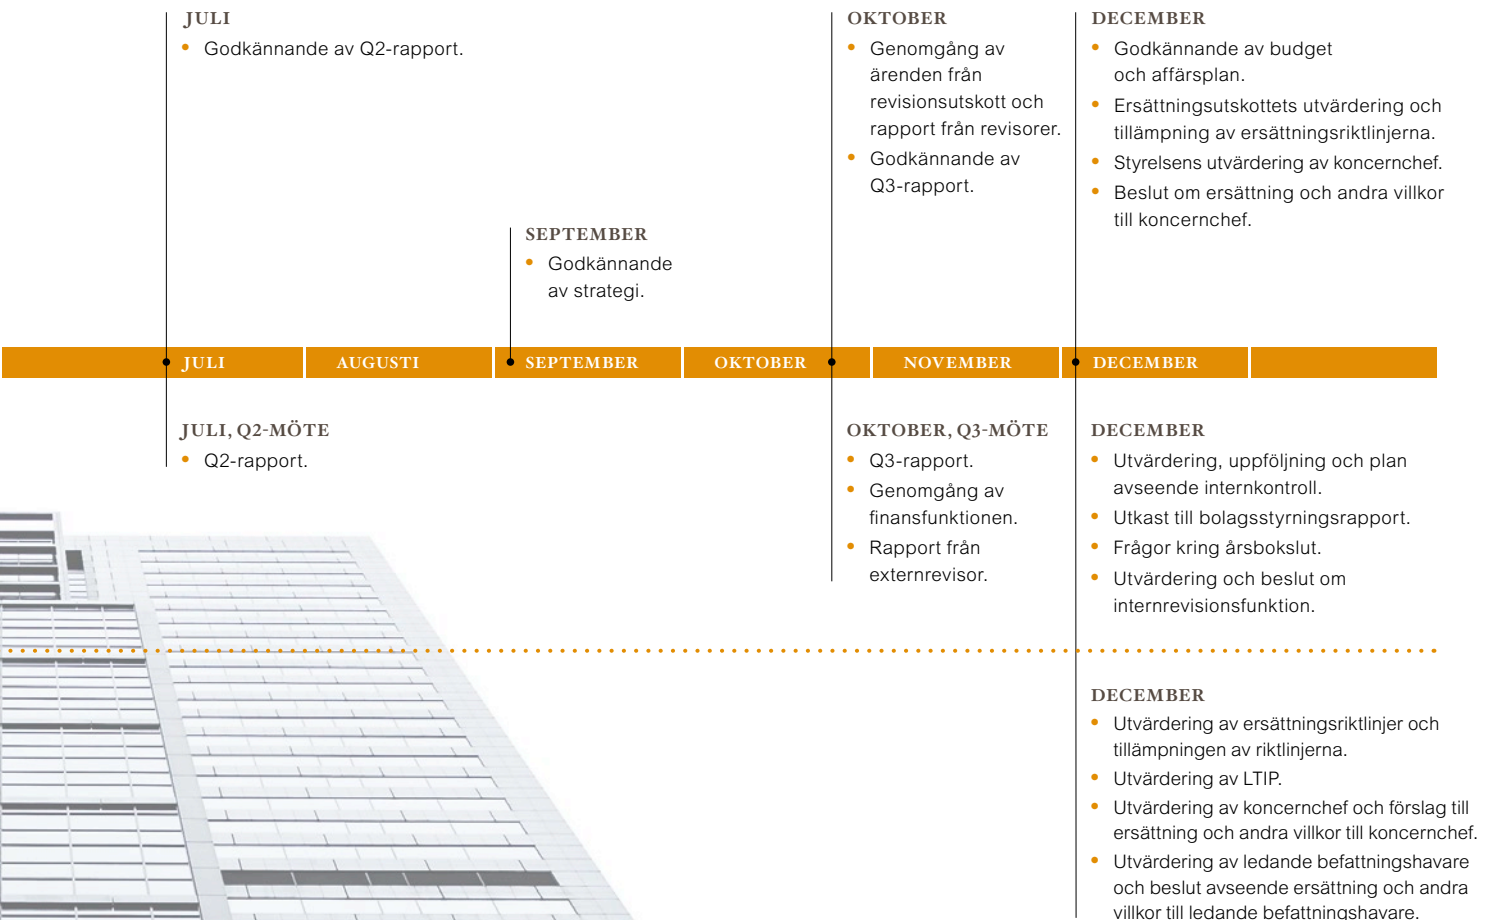 JULI
• Godkännande av Q2-rapport.
SEPTEMBER
• Godkännande
av strategi.
OKTOBER
• Genomgång av
ärenden från
revisionsutskott och
rapport från revisorer.
• Godkännande av
Q3-rapport.
DECEMBER
• Godkännande av budget
och affärsplan.
• Ersättningsutskottets utvärdering och
tillämpning av ersättningsriktlinjerna.
• Styrelsens utvärdering av koncernchef.
• Beslut om ersättning och andra villkor
till koncernchef.
JULI AUGUSTI SEPTEMBER OKTOBER NOVEMBER DECEMBER
JULI, Q2-MÖTE
• Q2-rapport.
OKTOBER, Q3-MÖTE
• Q3-rapport.
• Genomgång av
finansfunktionen.
• Rapport från
externrevisor.
DECEMBER
• Utvärdering, uppföljning och plan
avseende internkontroll.
• Utkast till bolagsstyrningsrapport.
• Frågor kring årsbokslut.
• Utvärdering och beslut om
internrevisionsfunktion.
DECEMBER
• Utvärdering av ersättningsriktlinjer och
tillämpningen av riktlinjerna.
• Utvärdering av LTIP.
• Utvärdering av koncernchef och förslag till
ersättning och andra villkor till koncernchef.
• Utvärdering av ledande befattningshavare
och beslut avseende ersättning och andra
villkor till ledande befattningshavare.